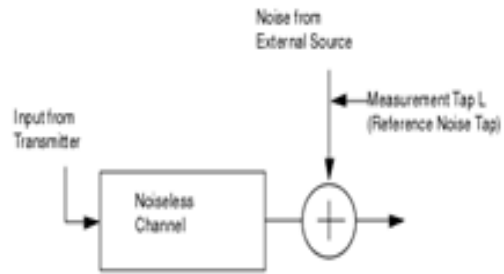 Noise from
External Source
Measurement Tap L
(Reference Noise Tap)
Input from
Transmitter
Noiseless
Channel